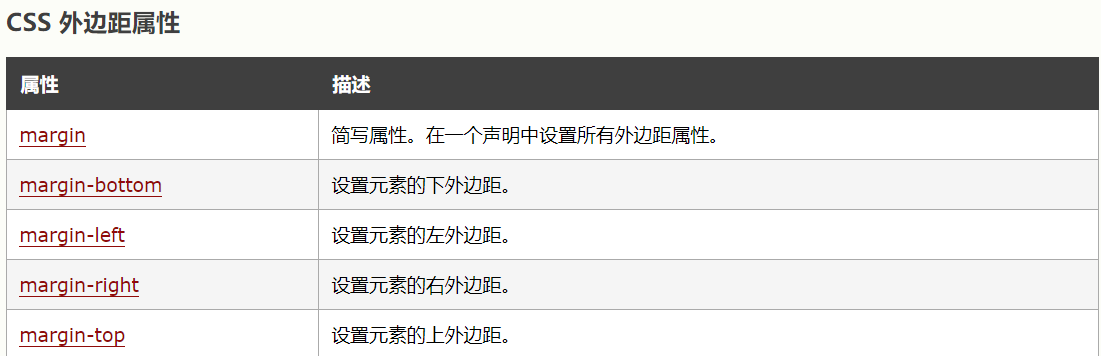 CSS 外边距属性
属性 描述
margin 简写属性。在一个声明中设置所有外边距属性。
margin-bottom 设置元素的下外边距。
margin-left 设置元素的左外边距。
margin-right 设置元素的右外边距。
margin-top 设置元素的上外边距。